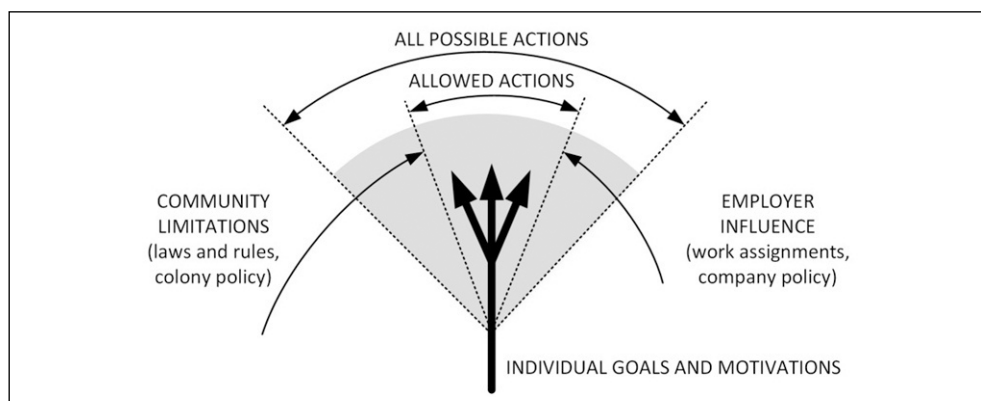 ALL POSSIBLE ACTIONS
ALLOWED ACTIONS
COMMUNITY
LIMITATIONS
(laws and rules,
colony policy)
EMPLOYER
INFLUENCE
(work assignments,
company policy)
INDIVIDUAL GOALS AND MOTIVATIONS